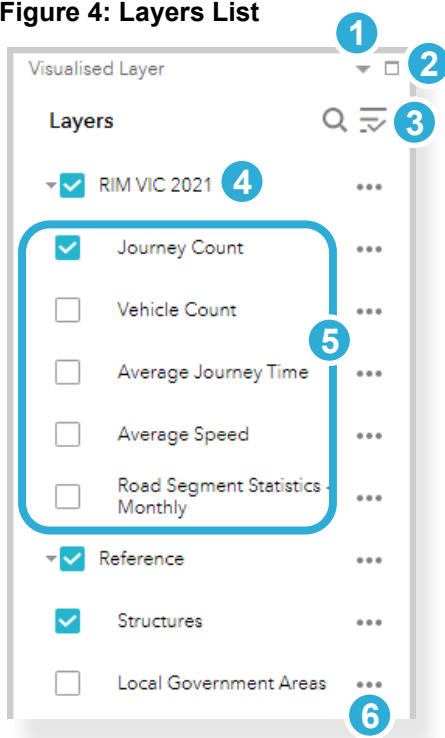 Figure 4: Layers List
1
Visualised Layer
2
Layers
3
RIM VIC 2021
4
Journey Count
Vehicle Count
5
Average Journey Time
Average Speed
Road Segment Statistics -
Monthly
Reference
Structures
Local Government Areas
6